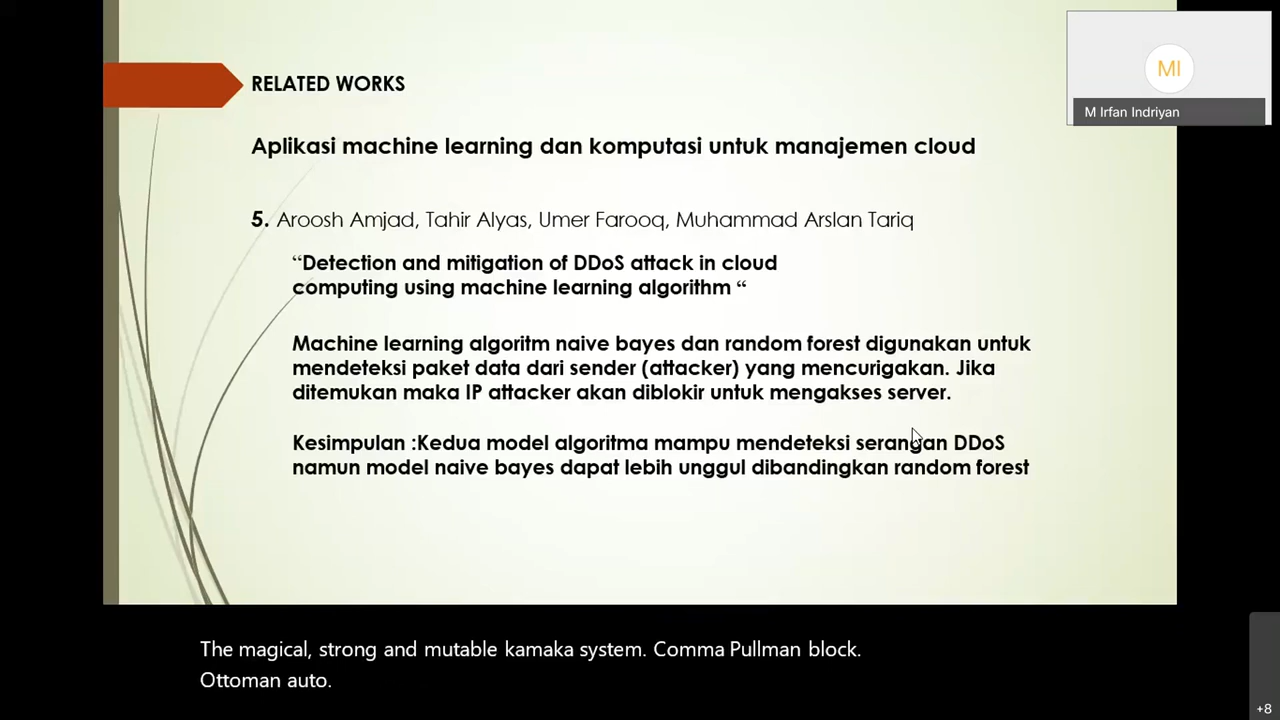 RELATED WORKS
MI
M Irfan Indriyan
Aplikasi machine learning dan komputasi untuk manajemen cloud
5. Aroosh Amjad, Tahir Alyas, Umer Farooq, Muhammad Arslan Tariq
“Detection and mitigation of DDoS attack in cloud
computing using machine learning algorithm “
Machine learning algoritm naive bayes dan random forest digunakan untuk
mendeteksi paket data dari sender (attacker) yang mencurigakan. Jika
ditemukan maka IP attacker akan diblokir untuk mengakses server.
Kesimpulan :Kedua model algoritma mampu mendeteksi serangan DDoS
namun model naive bayes dapat lebih unggul dibandingkan random forest
The magical, strong and mutable kamaka system. Comma Pullman block.
Ottoman auto.
+8